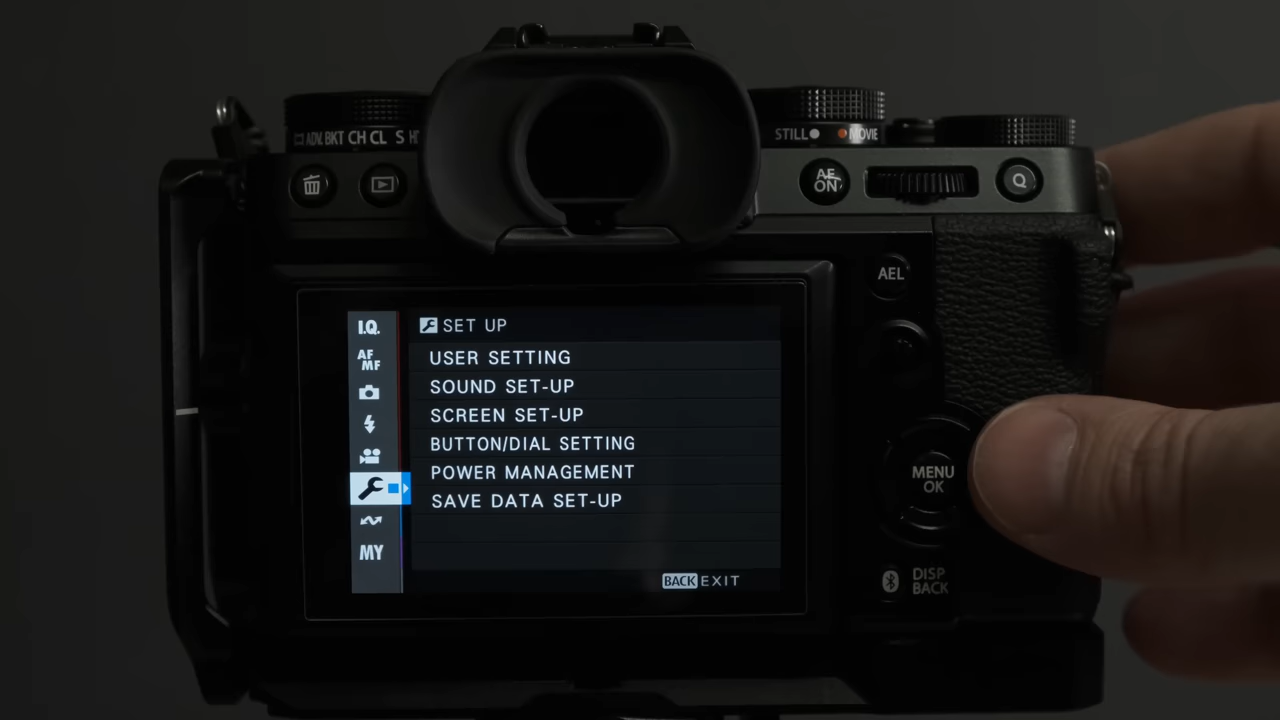 ADV. BKT CH CL S H
STILL MOVIE
AF ON
Q
AEL
I.Q.
SET UP
AF MF
USER SETTING
SOUND SET-UP
SCREEN SET-UP
BUTTON/DIAL SETTING
POWER MANAGEMENT
SAVE DATA SET-UP
MY
BACK EXIT
MENU
OK
DISP
BACK